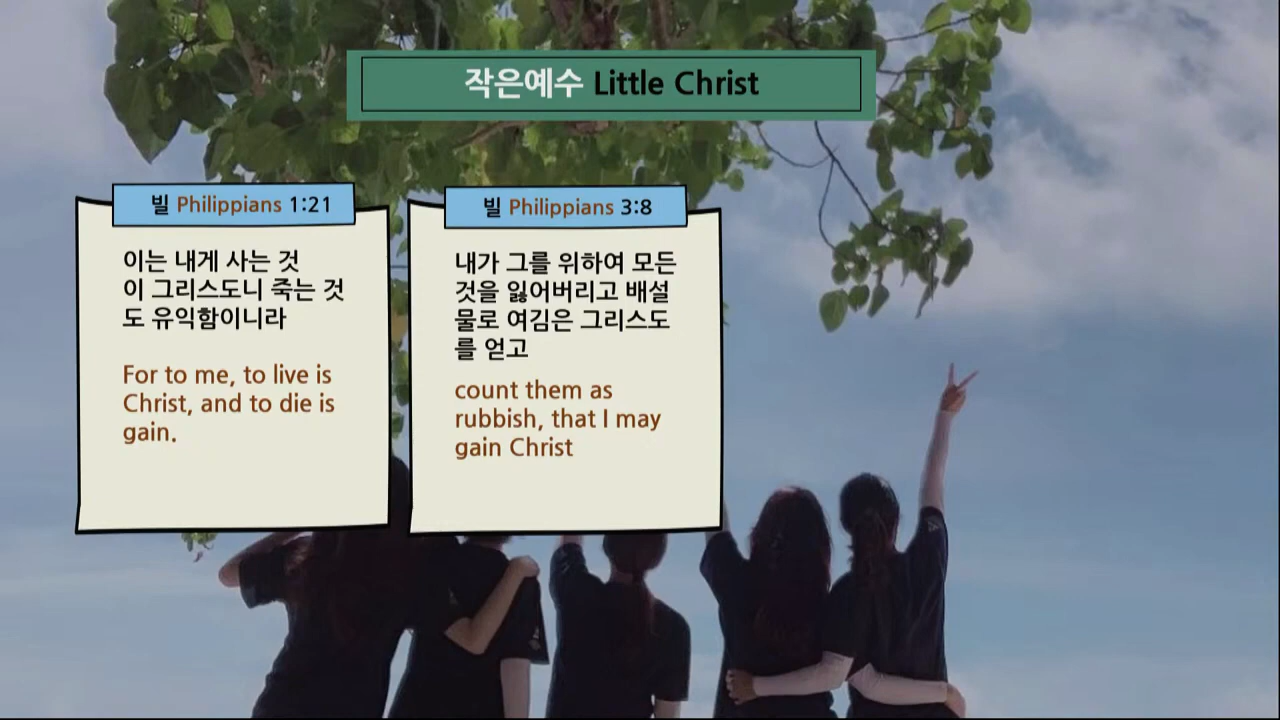 작은예수 Little Christ
빌 Philippians 1:21
이는 내게 사는 것
이 그리스도니 죽는 것
도 유익함이니라
For to me, to live is
Christ, and to die is
gain.
빌 Philippians 3:8
내가 그를 위하여 모든
것을 잃어버리고 배설
물로 여김은 그리스도
를 얻고
count them as
rubbish, that I may
gain Christ